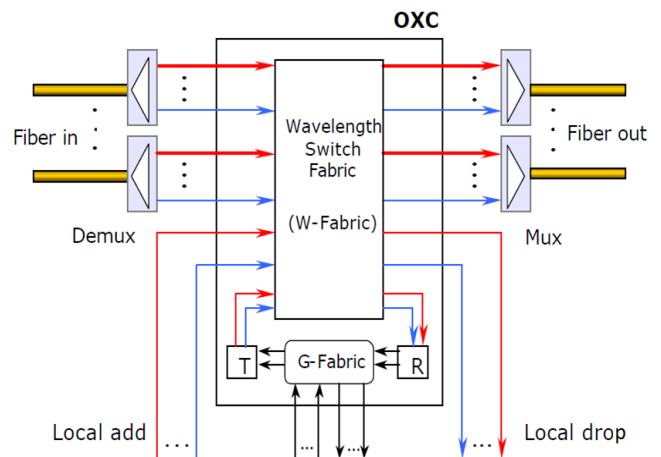 OXC
Fiber in
Wavelength
Switch
Fabric
(W-Fabric)
Fiber out
Demux
Mux
T
G-Fabric
R
Local add
Local drop